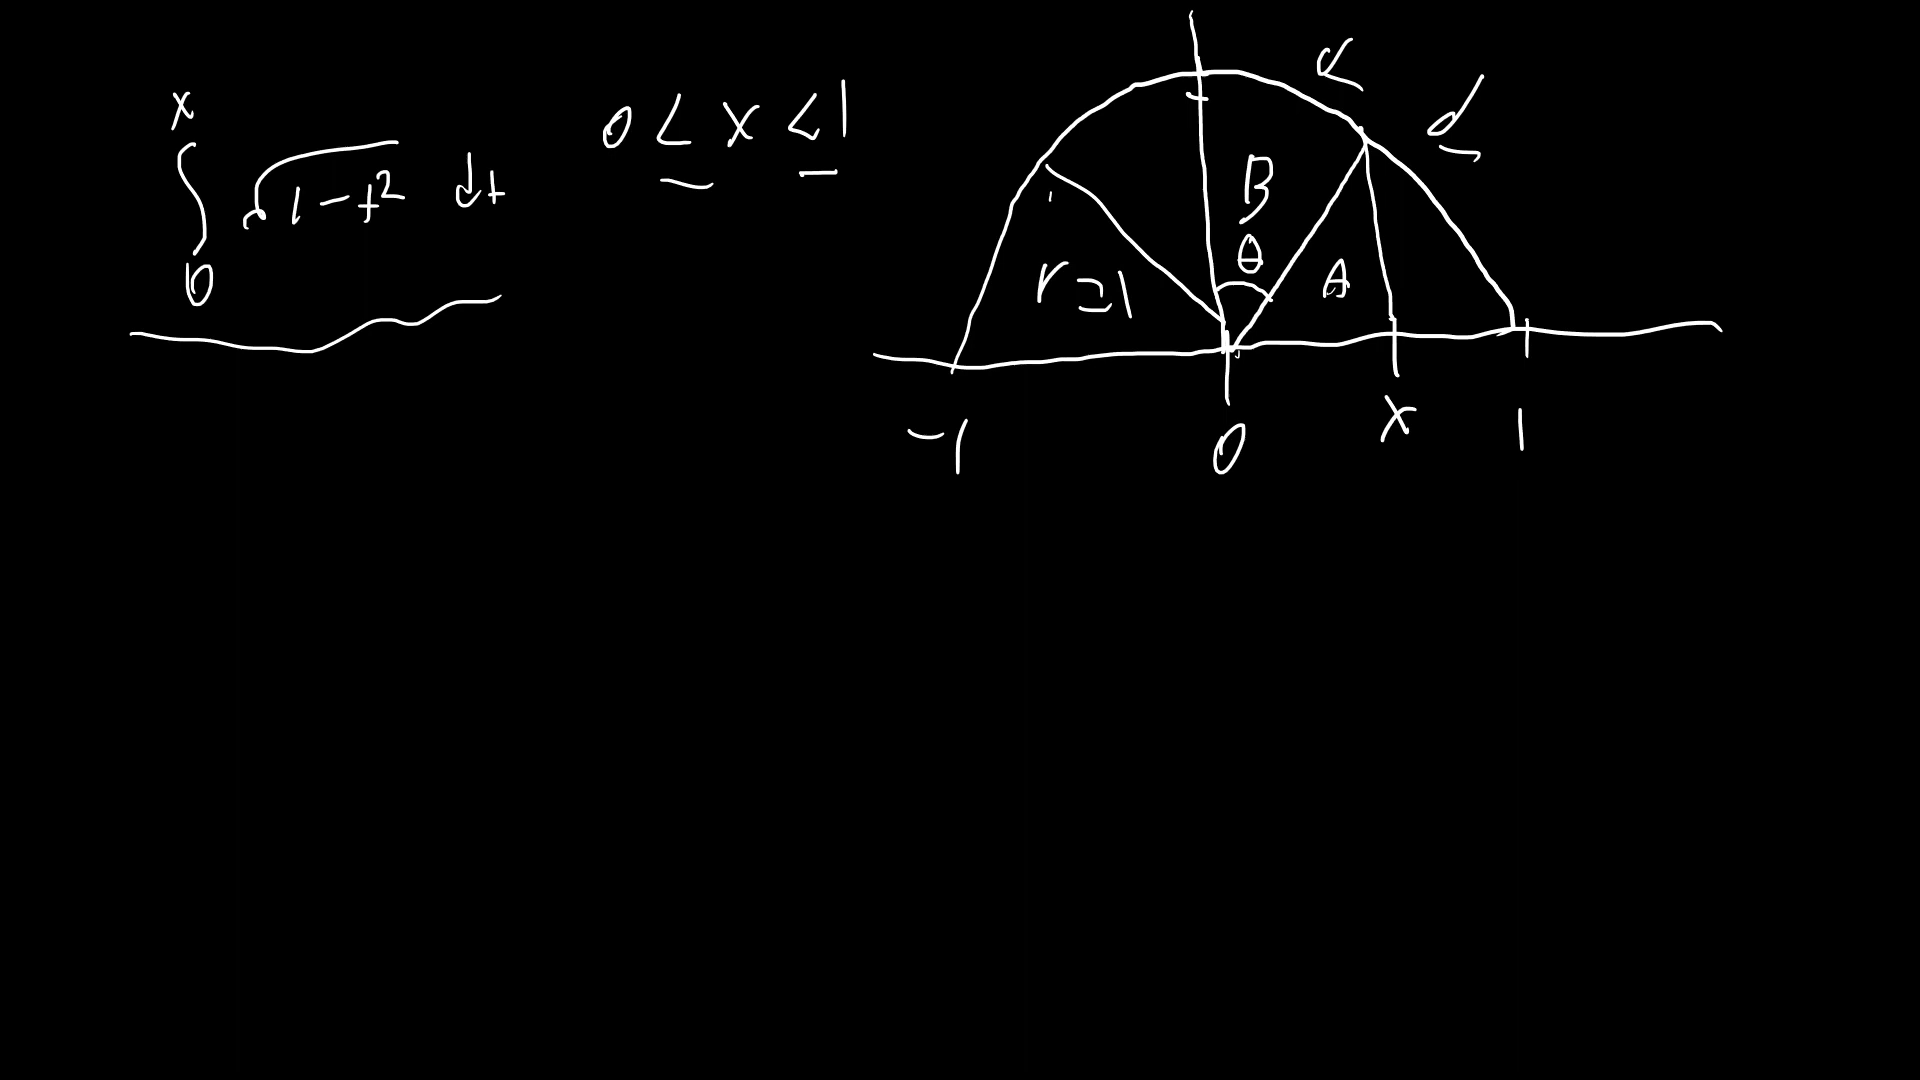 ∫₀ˣ √(1-t²) dt
0 < x < 1
B
θ
A
r = 1
-1
0
x
1